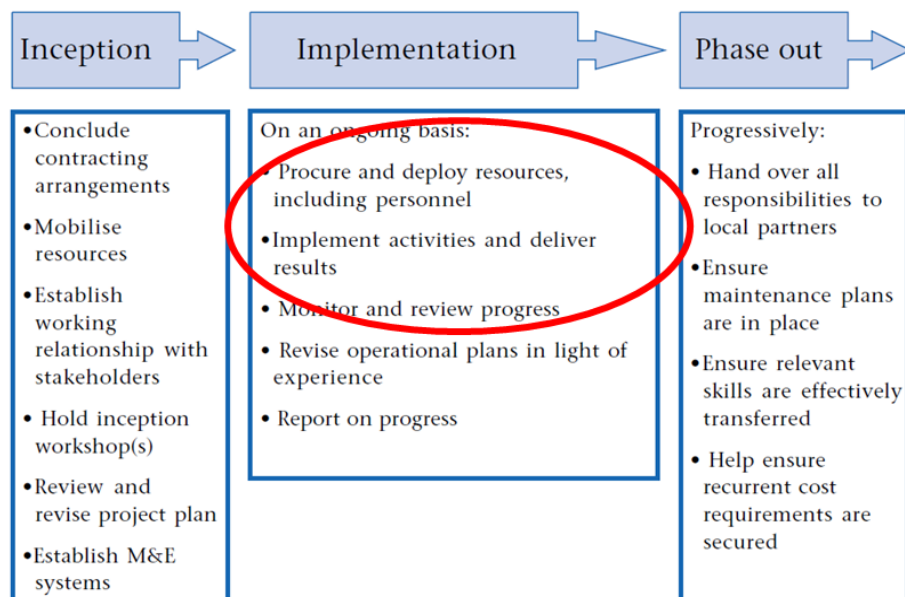 Inception
Implementation
Phase out
•Conclude
contracting
arrangements
•Mobilise
resources
•Establish
working
relationship with
stakeholders
• Hold inception
workshop(s)
•Review and
revise project plan
•Establish M&E
systems
On an ongoing basis:
• Procure and deploy resources,
including personnel
•Implement activities and deliver
results
• Monitor and review progress
• Revise operational plans in light of
experience
• Report on progress
Progressively:
• Hand over all
responsibilities to
local partners
•Ensure
maintenance plans
are in place
•Ensure relevant
skills are effectively
transferred
• Help ensure
recurrent cost
requirements are
secured